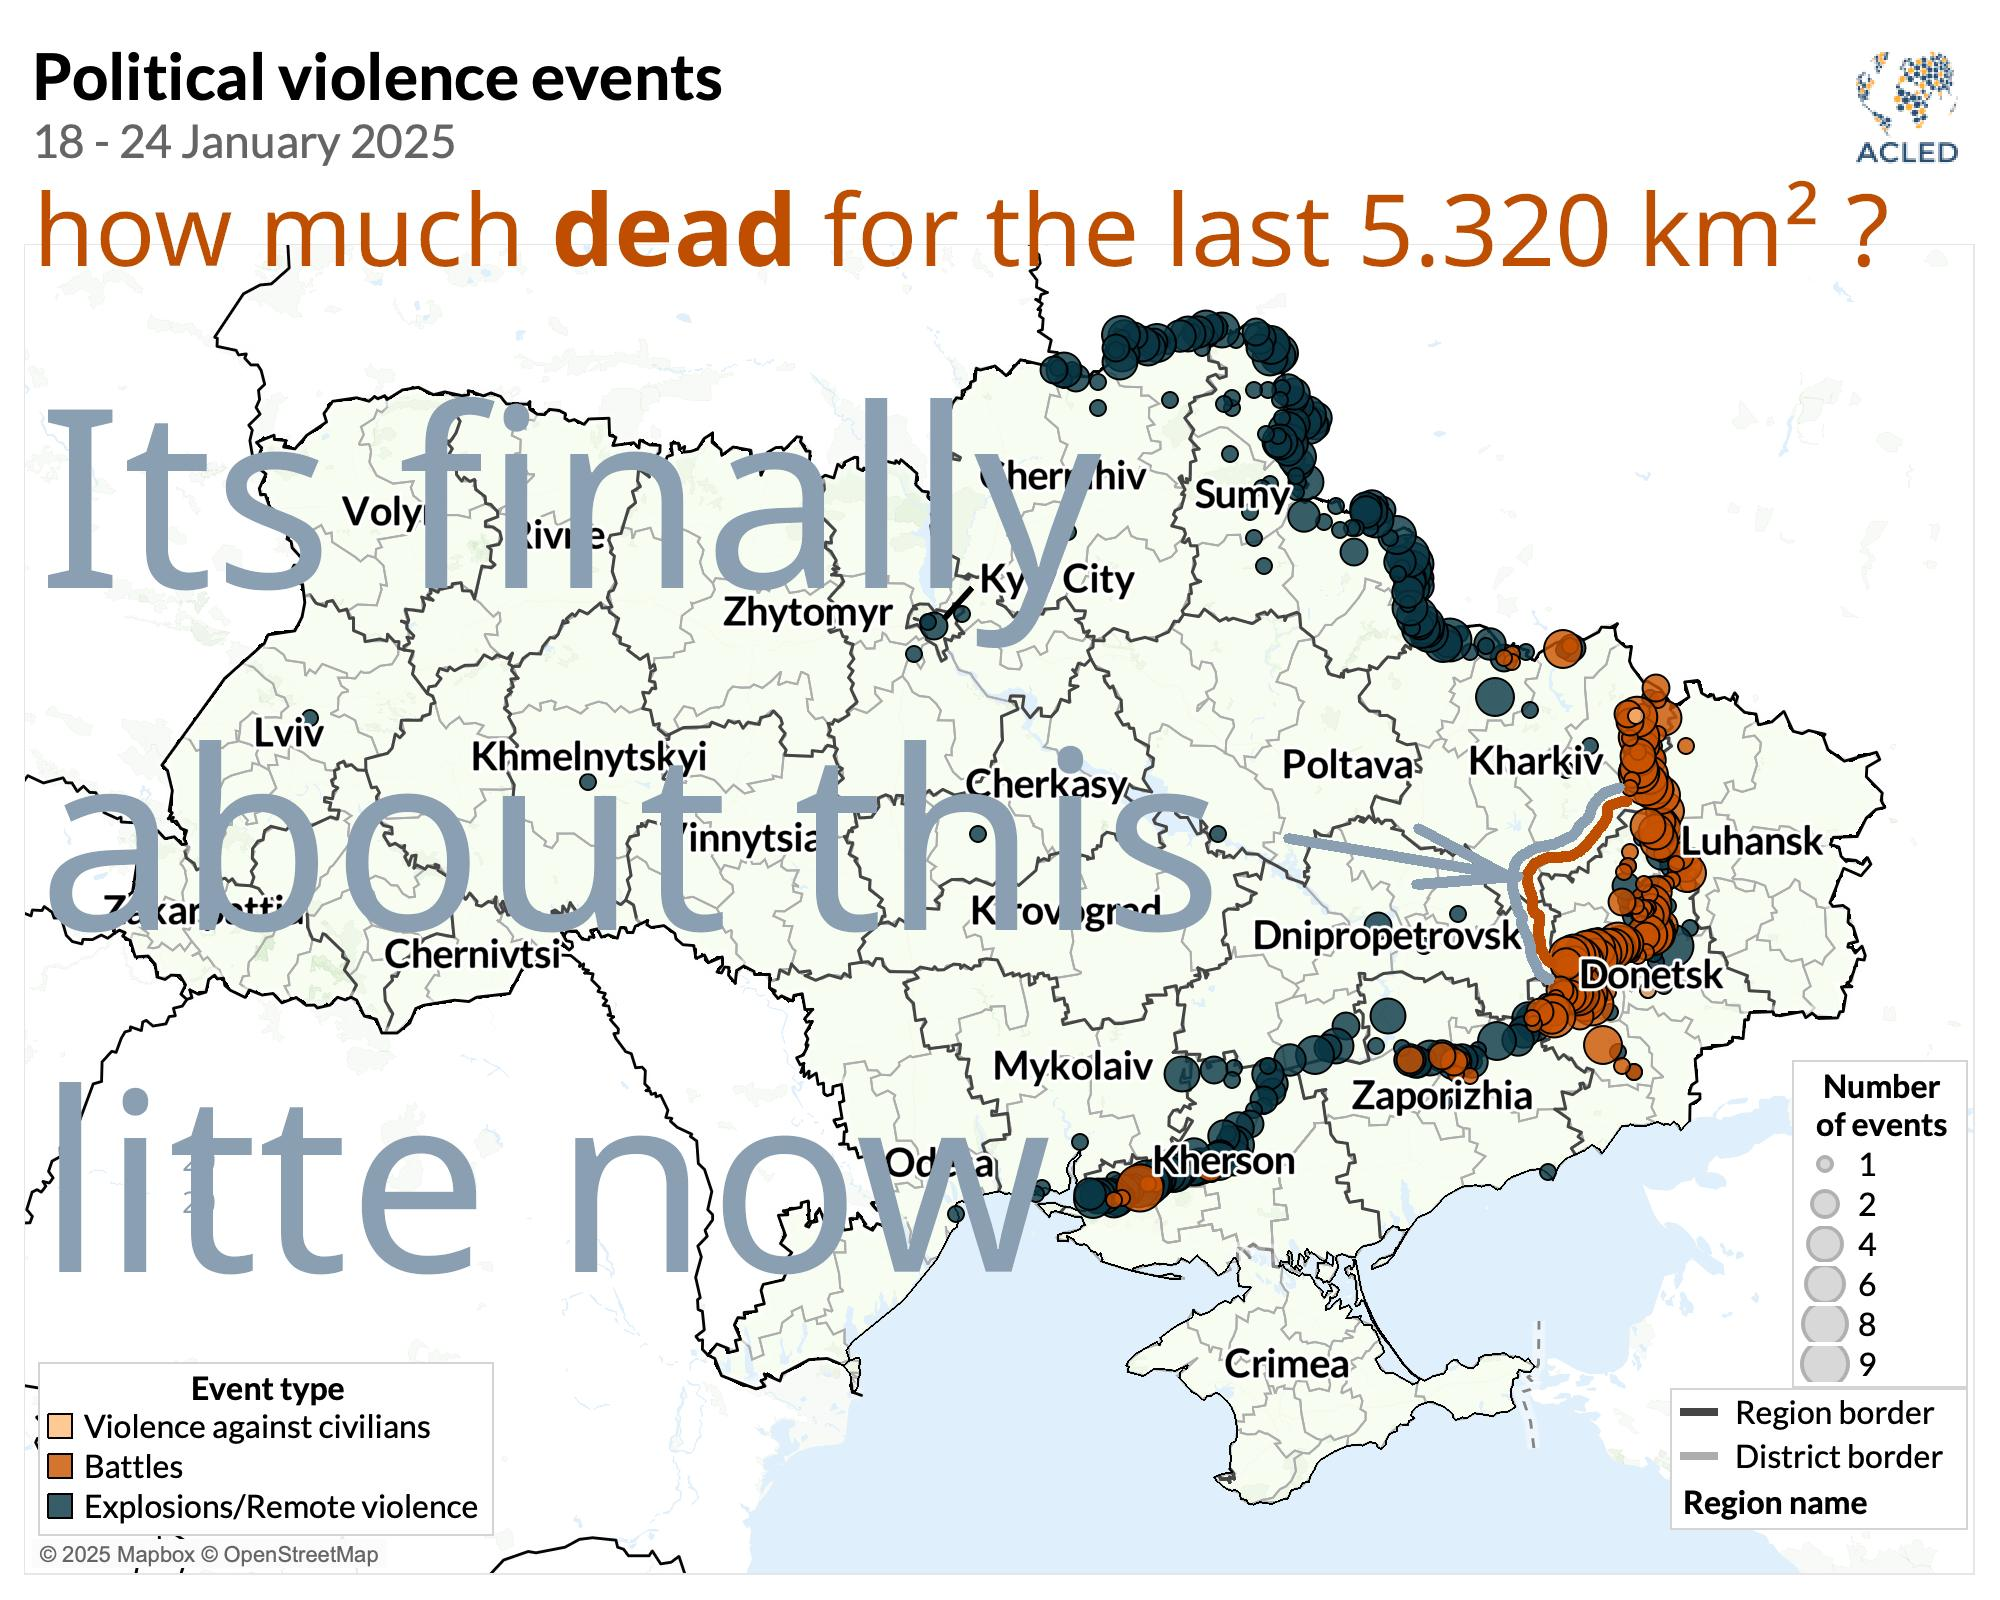 Political violence events
18 - 24 January 2025
ACLED
how much dead for the last 5.320 km² ?
Its finally
about this
litte now
Chernihiv
Sumy
Volyn
Rivne
Kyiv City
Zhytomyr
Lviv
Khmelnytskyi
Cherkasy
Poltava
Kharkiv
Vinnytsia
Luhansk
Zakarpattia
Kirovograd
Chernivtsi
Dnipropetrovsk
Donetsk
Mykolaiv
Zaporizhia
Odesa
Kherson
Crimea
Number
of events
1
2
4
6
8
9
Event type
Violence against civilians
Battles
Explosions/Remote violence
Region border
District border
Region name
© 2025 Mapbox © OpenStreetMap